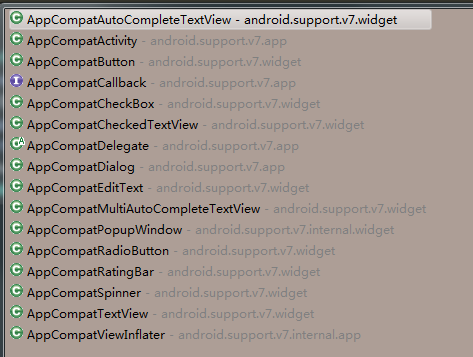 AppCompatAutoCompleteTextView - android.support.v7.widget
AppCompatActivity - android.support.v7.app
AppCompatButton - android.support.v7.widget
AppCompatCallback - android.support.v7.app
AppCompatCheckBox - android.support.v7.widget
AppCompatCheckedTextView - android.support.v7.widget
AppCompatDelegate - android.support.v7.app
AppCompatDialog - android.support.v7.app
AppCompatEditText - android.support.v7.widget
AppCompatMultiAutoCompleteTextView - android.support.v7.widget
AppCompatPopupWindow - android.support.v7.internal.widget
AppCompatRadioButton - android.support.v7.widget
AppCompatRatingBar - android.support.v7.widget
AppCompatSpinner - android.support.v7.widget
AppCompatTextView - android.support.v7.widget
AppCompatViewInflater - android.support.v7.internal.app